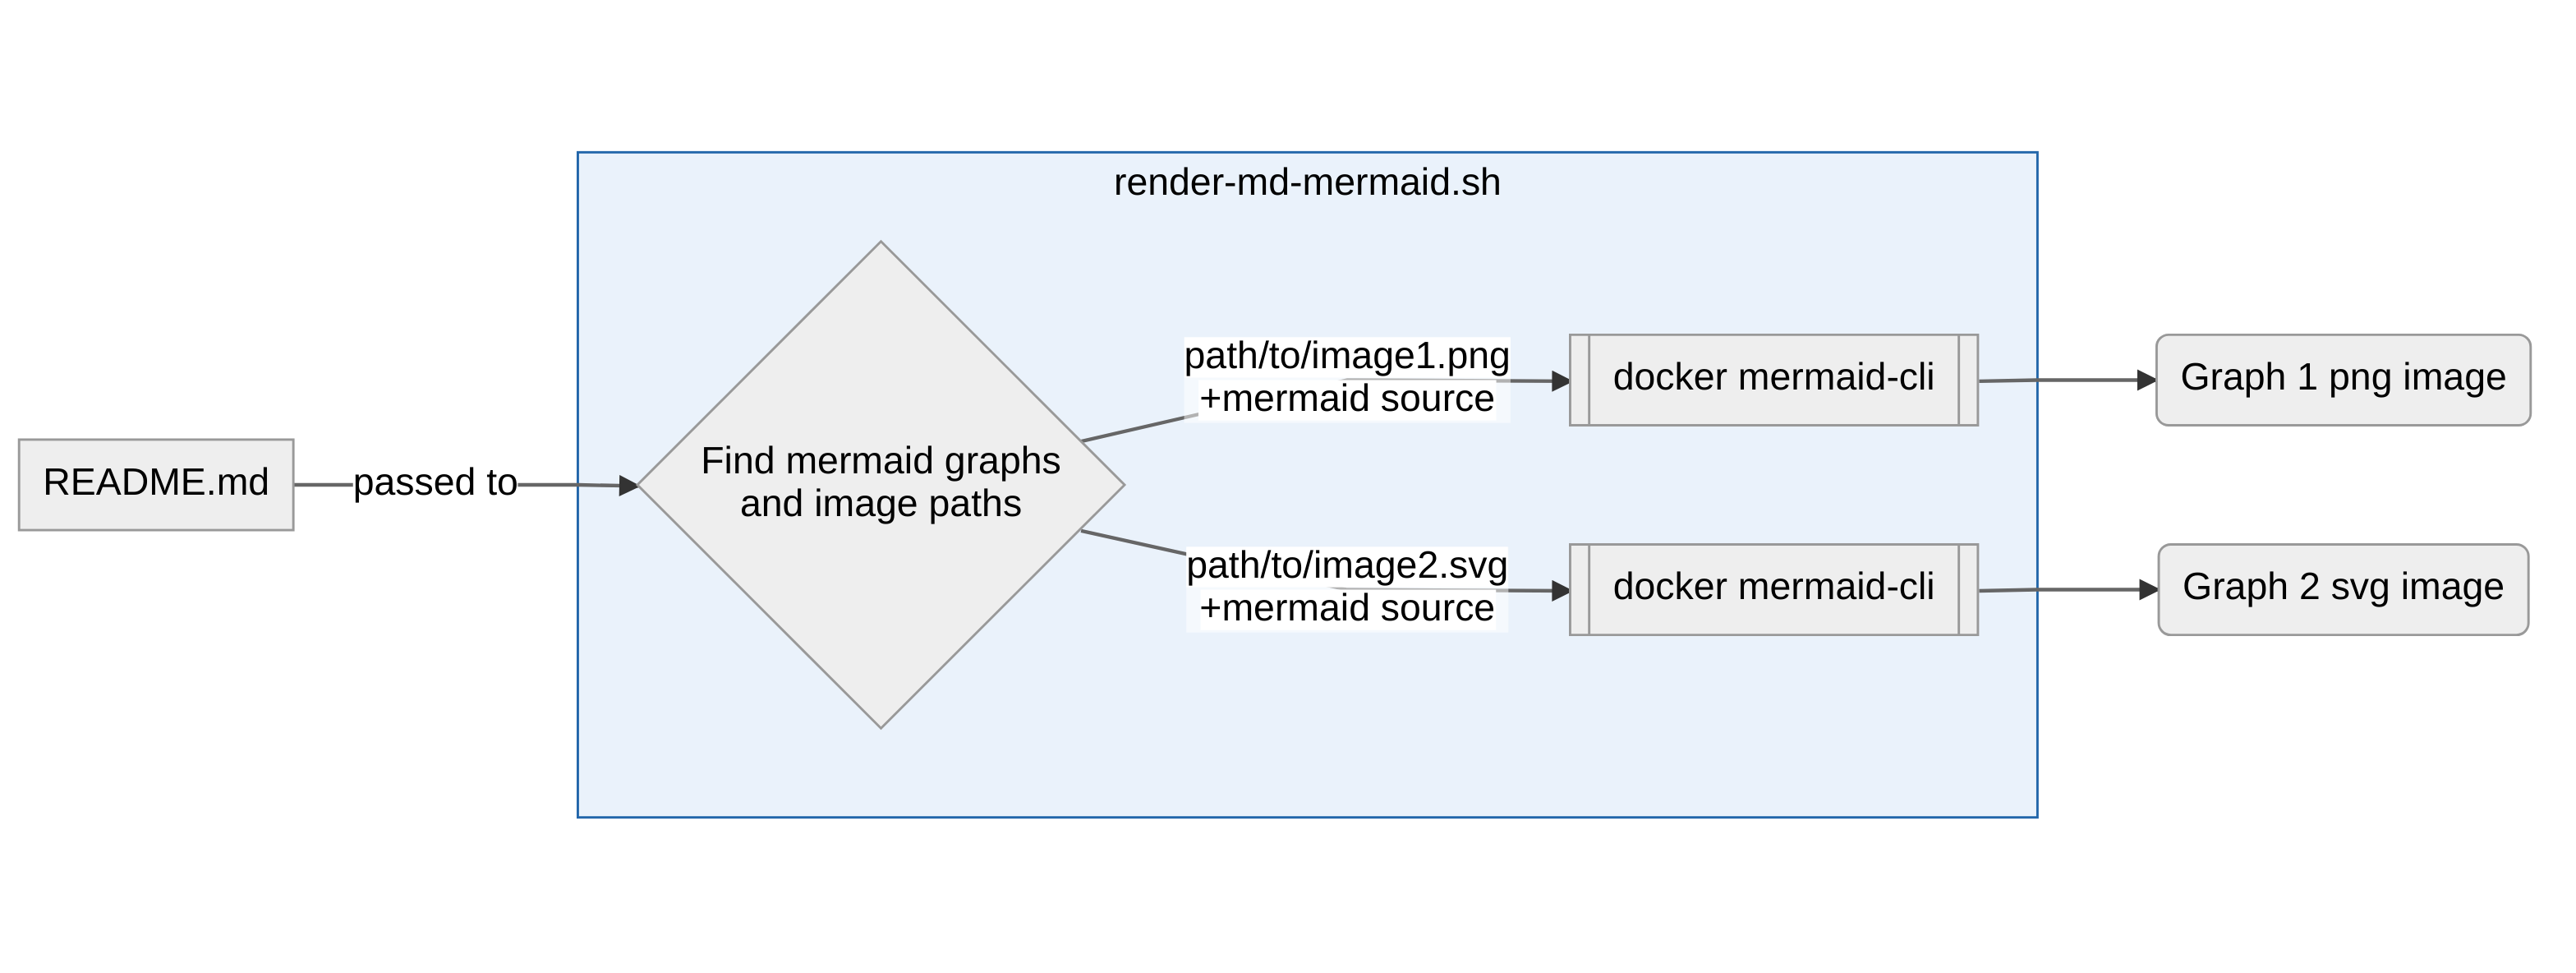 render-md-mermaid.sh
README.md
passed to
Find mermaid graphs
and image paths
path/to/image1.png
+mermaid source
docker mermaid-cli
Graph 1 png image
path/to/image2.svg
+mermaid source
docker mermaid-cli
Graph 2 svg image